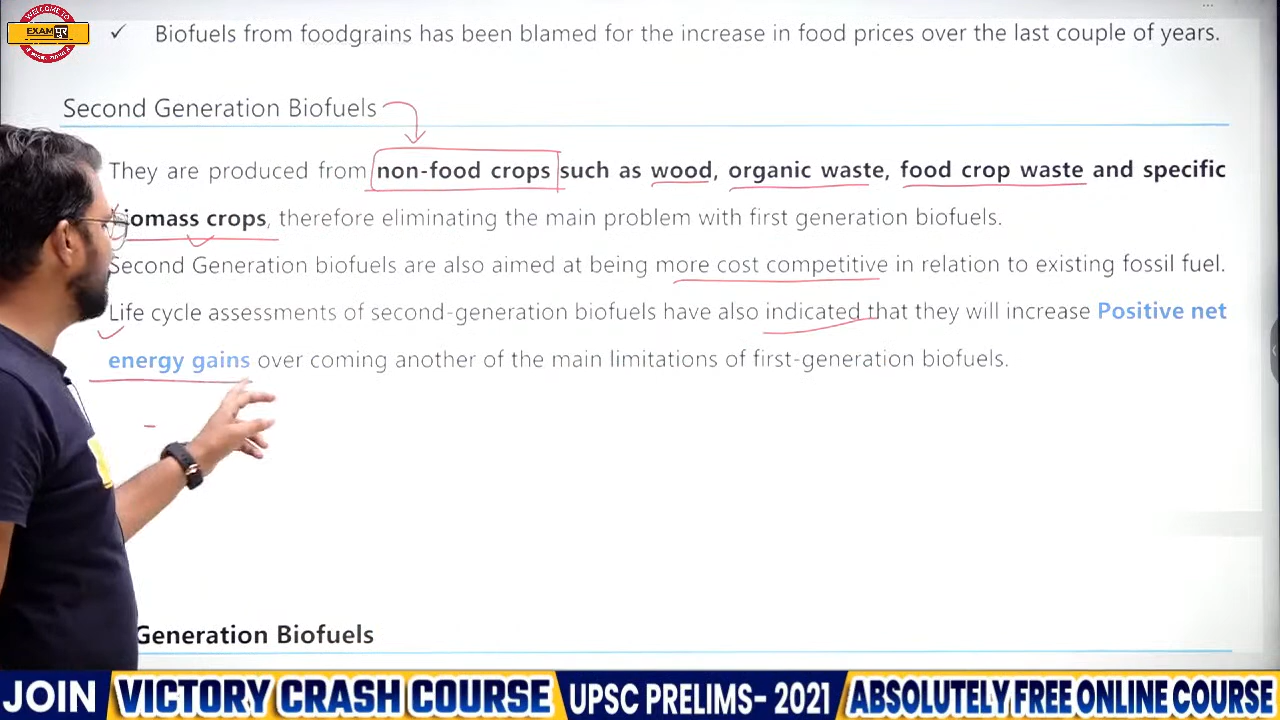 WELCOME TO
EXAM
Biofuels from foodgrains has been blamed for the increase in food prices over the last couple of years.
Second Generation Biofuels
They are produced from non-food crops such as wood, organic waste, food crop waste and specific
iomass crops, therefore eliminating the main problem with first generation biofuels.
Second Generation biofuels are also aimed at being more cost competitive in relation to existing fossil fuel.
Life cycle assessments of second-generation biofuels have also indicated that they will increase Positive net
energy gains over coming another of the main limitations of first-generation biofuels.
Generation Biofuels
JOIN VICTORY CRASH COURSE UPSC PRELIMS- 2021 ABSOLUTELY FREE ONLINE COURSE